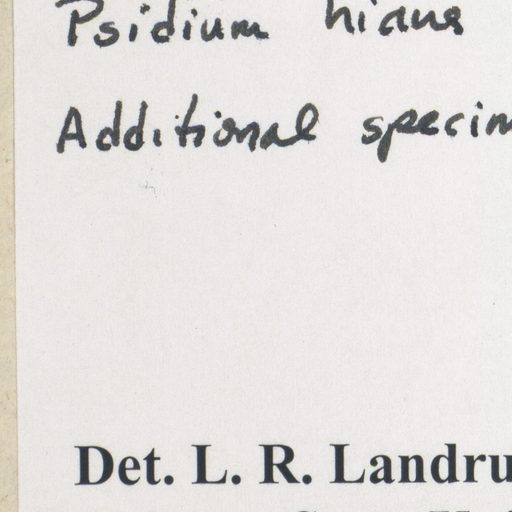 Psidium hians
Additional specim
Det. L. R. Landru